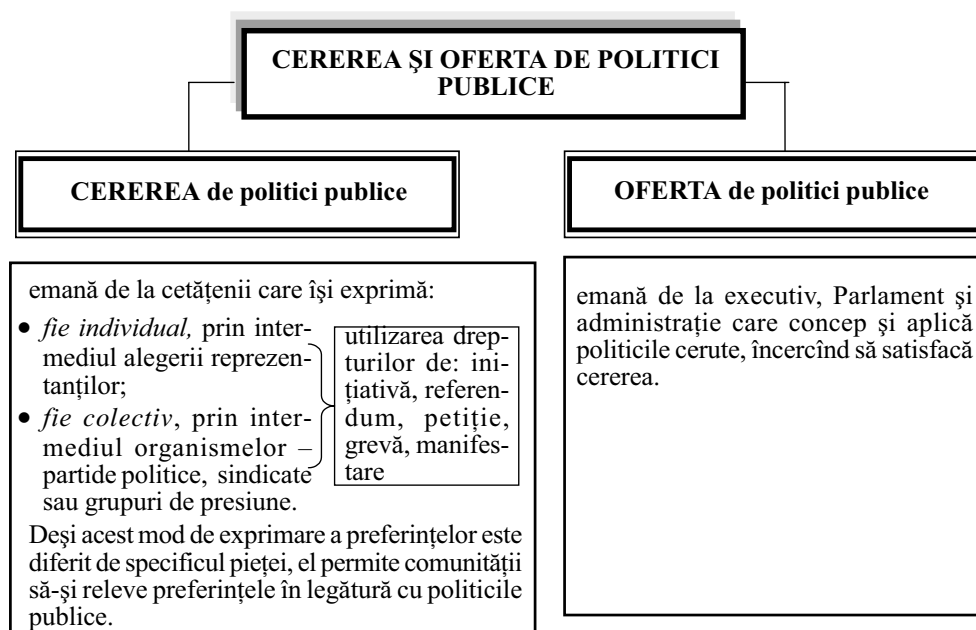 CEREREA ŞI OFERTA DE POLITICI
PUBLICE
CEREREA de politici publice
OFERTA de politici publice
emană de la cetăţenii care îşi exprimă:
• fie individual, prin inter-
mediul alegerii reprezen-
tanţilor;
• fie colectiv, prin inter-
mediul organismelor –
partide politice, sindicate
sau grupuri de presiune.
utilizarea drep-
turilor de: ini-
ţiativă, referen-
dum, petiţie,
grevă, manifes-
tare
Deşi acest mod de exprimare a preferinţelor este
diferit de specificul pieţei, el permite comunităţii
să-şi releve preferinţele în legătură cu politicile
publice.
emană de la executiv, Parlament şi
administraţie care concep şi aplică
politicile cerute, încercînd să satisfacă
cererea.